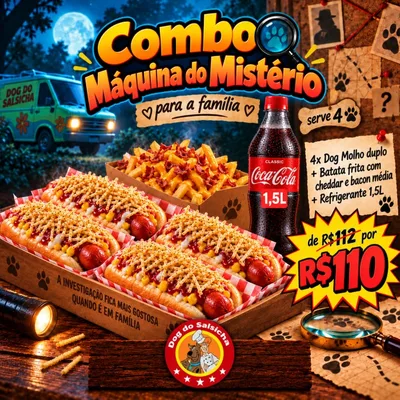 Combo
Máquina do Mistério
para a família
serve 4
DOG DO
SALSICHA
?
4x Dog Molho duplo
+ Batata frita com
cheddar e bacon média
+ Refrigerante 1,5L
CLASSIC
Coca-Cola
1,5L
de R$112 por
R$110
A INVESTIGAÇÃO FICA MAIS GOSTOSA
QUANDO É EM FAMÍLIA
Dog do Salsicha